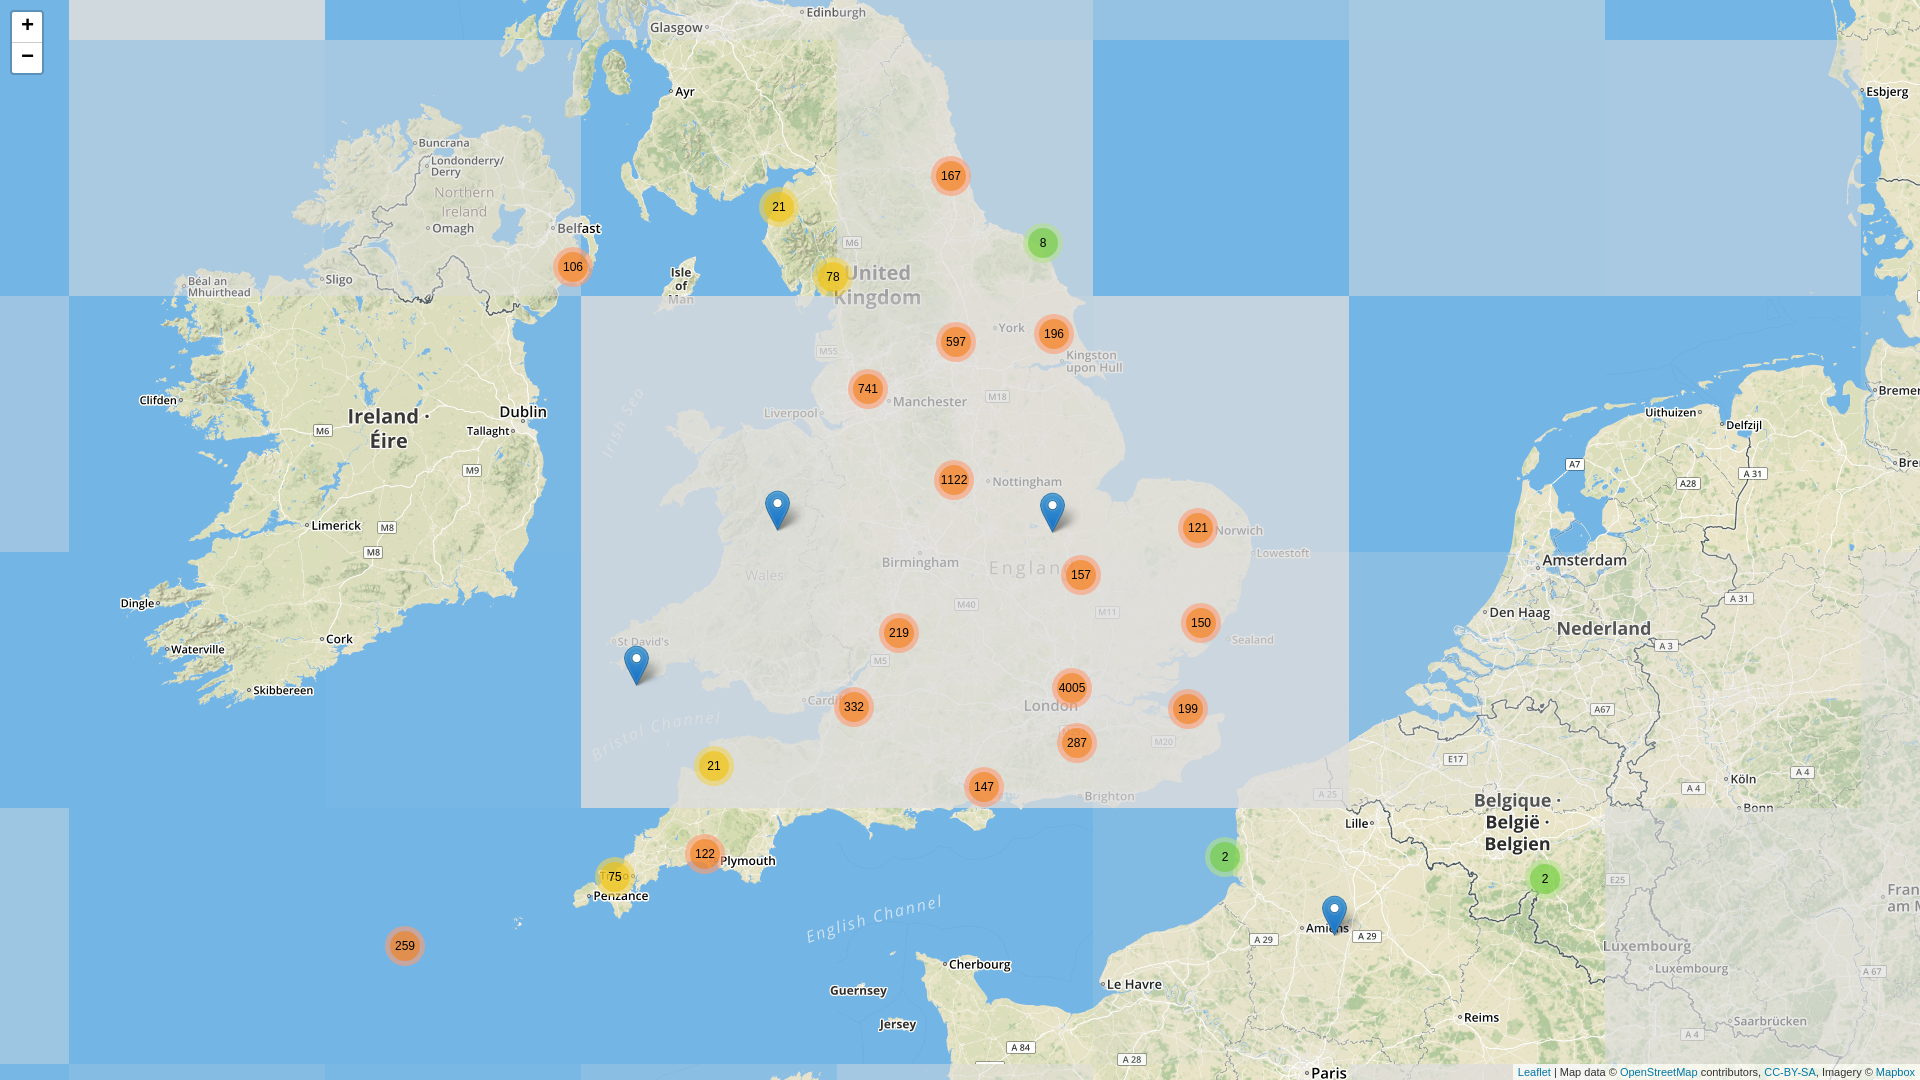 +
−
Edinburgh
Glasgow
Ayr
Esbjerg
Buncrana
Londonderry/
Derry
Northern
Ireland
Omagh
Belfast
167
21
8
106
78
M6
United
Kingdom
Isle
of
Man
Béal an
Mhuirthead
Sligo
York
196
597
Kingston
upon Hull
M55
741
Manchester
M18
Liverpool
Irish Sea
Clifden
Ireland ·
Éire
Dublin
Tallaght
M6
M9
Uithuizen
Delfzijl
A7
A 31
A28
1122
Nottingham
Limerick
M8
M8
121
Norwich
Lowestoft
Birmingham
Wales
157
Amsterdam
A 31
Dingle
M40
M11
Den Haag
Nederland
219
150
Sealand
Cork
Waterville
St David's
M5
A 3
Skibbereen
4005
London
199
Cardiff
332
A67
Bristol Channel
287
M20
E17
21
147
Brighton
A 25
Köln
A 4
A 4
Bonn
Belgique ·
België ·
Belgien
Lille
122
Plymouth
2
75
Penzance
2
E25
English Channel
259
Amiens
A 29
A 29
Luxembourg
Luxembourg
A 67
Cherbourg
Guernsey
Le Havre
Jersey
Reims
Saarbrücken
A 84
A 28
A 4
Paris
Leaflet | Map data © OpenStreetMap contributors, CC-BY-SA, Imagery © Mapbox